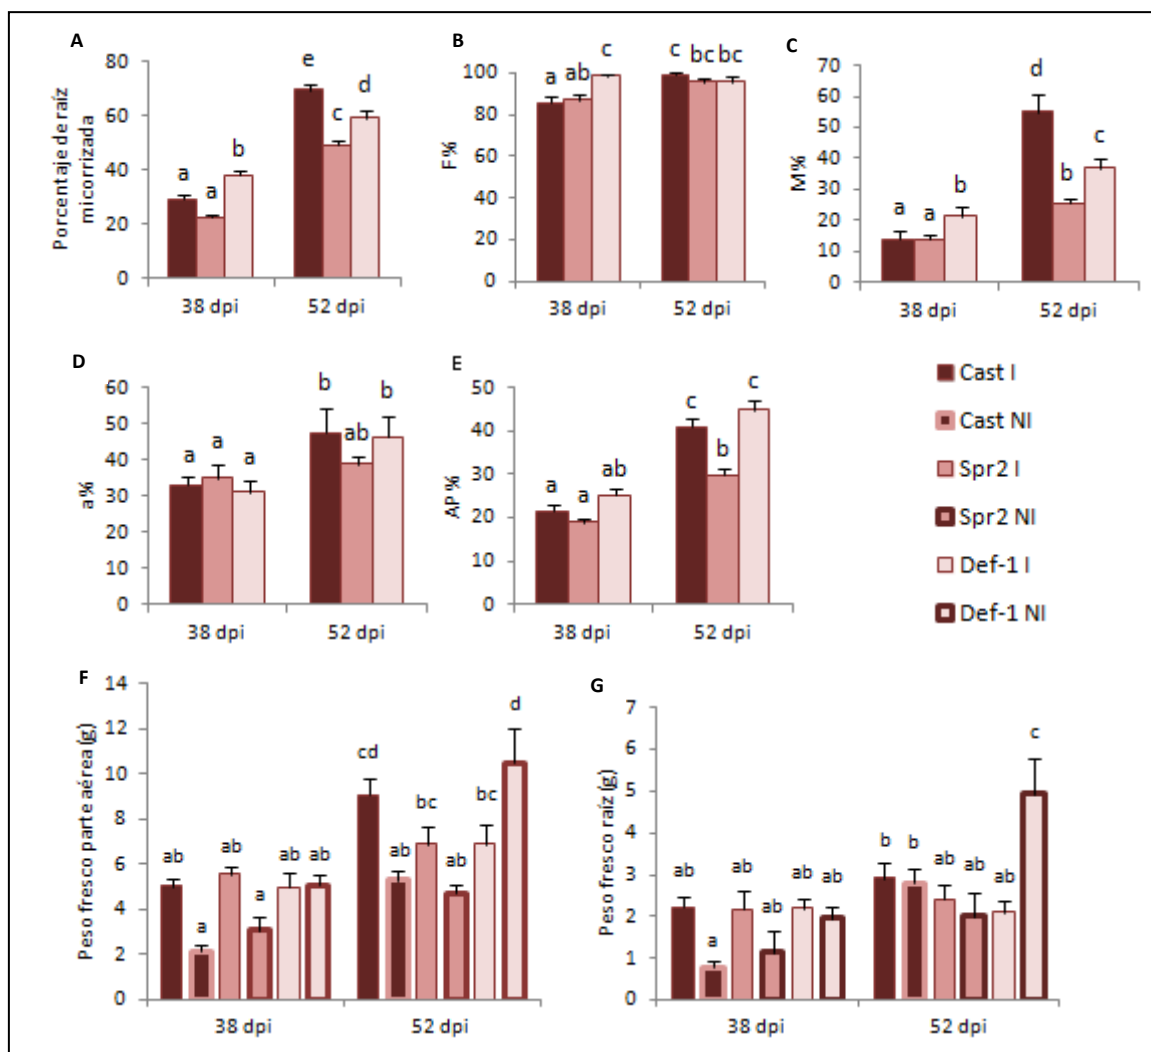 A
Porcentaje de raíz
micorrizada
80
60
40
20
0
a
a
b
e
c
d
38 dpi
52 dpi
B
F%
100
80
60
40
20
0
a
ab
c
c
bc
bc
38 dpi
52 dpi
C
M%
70
60
50
40
30
20
10
0
a
a
b
d
b
c
38 dpi
52 dpi
D
a%
60
50
40
30
20
10
0
a
a
a
b
ab
b
38 dpi
52 dpi
E
AP %
50
40
30
20
10
0
a
a
ab
c
b
c
38 dpi
52 dpi
Cast I
Cast NI
Spr2 I
Spr2 NI
Def-1 I
Def-1 NI
F
Peso fresco parte aérea (g)
14
12
10
8
6
4
2
0
ab
a
ab
a
ab
ab
cd
ab
bc
ab
bc
d
38 dpi
52 dpi
G
Peso fresco raíz (g)
7
6
5
4
3
2
1
0
ab
a
ab
ab
ab
ab
b
b
ab
ab
ab
c
38 dpi
52 dpi